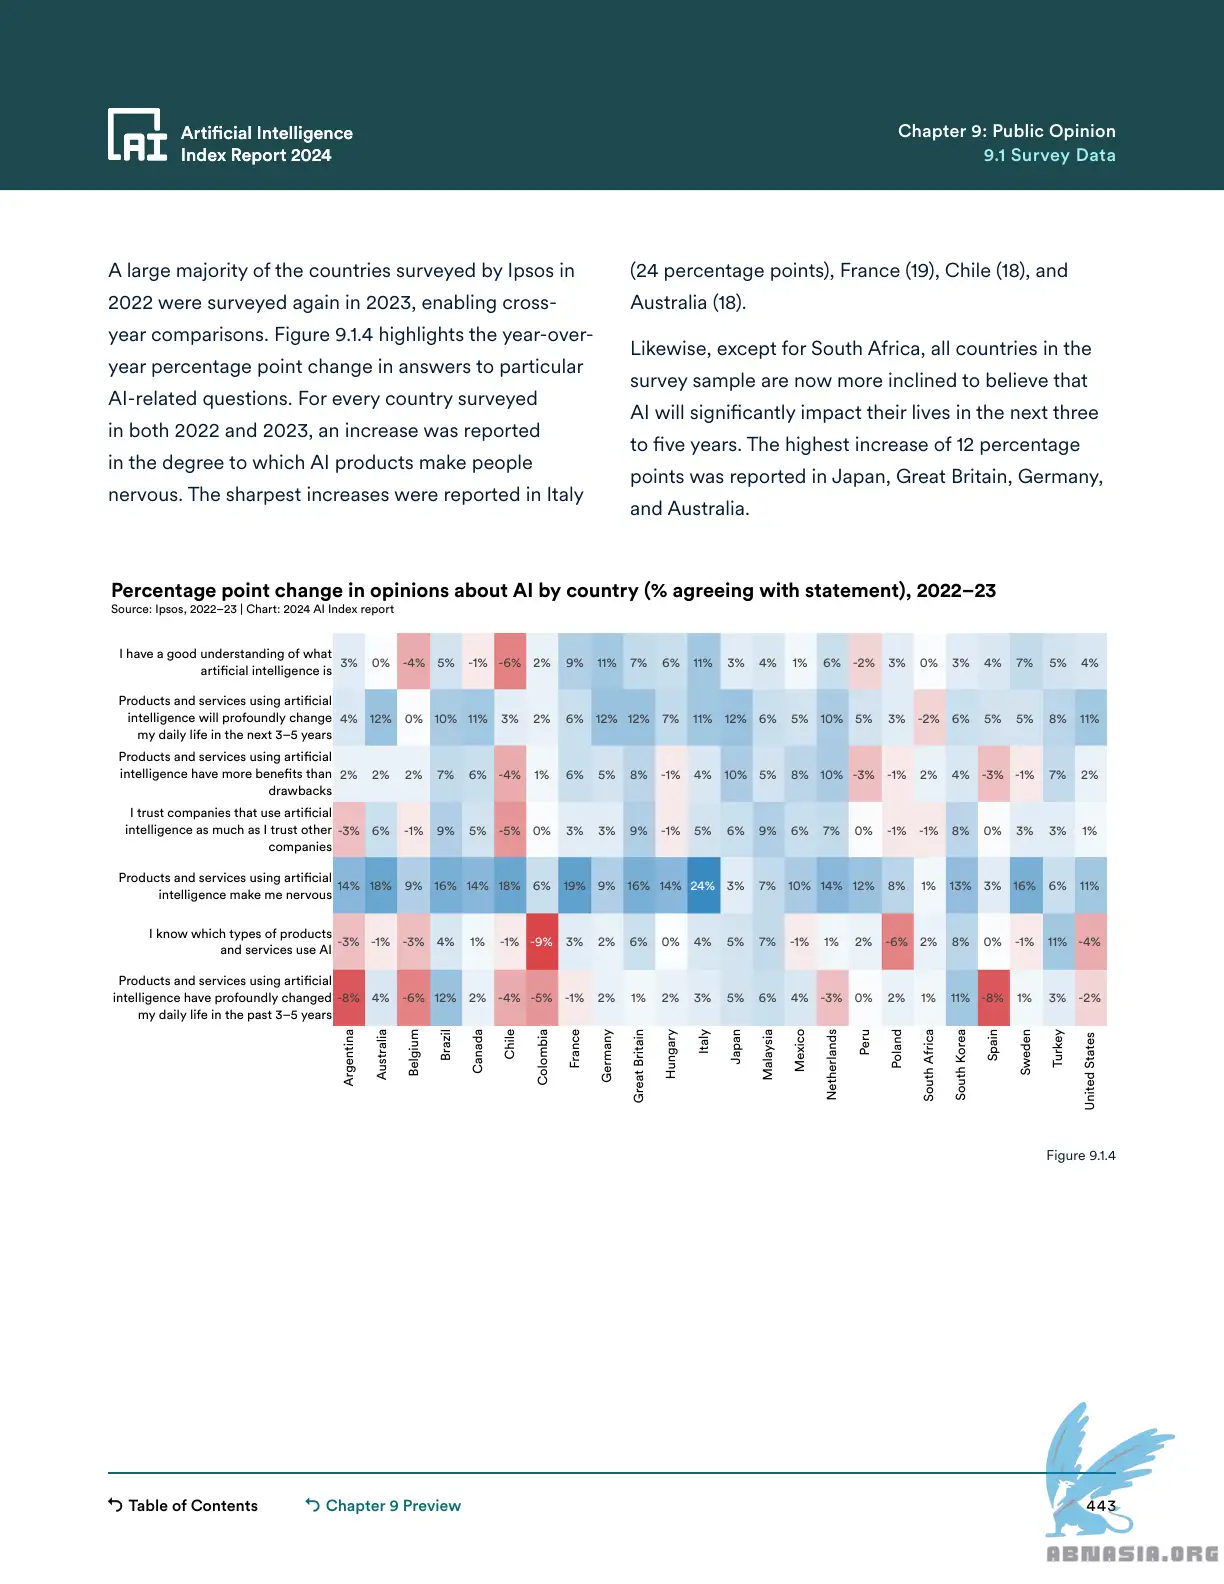 Artificial Intelligence
Index Report 2024
Chapter 9: Public Opinion
9.1 Survey Data
A large majority of the countries surveyed by Ipsos in
2022 were surveyed again in 2023, enabling cross-
year comparisons. Figure 9.1.4 highlights the year-over-
year percentage point change in answers to particular
AI-related questions. For every country surveyed
in both 2022 and 2023, an increase was reported
in the degree to which AI products make people
nervous. The sharpest increases were reported in Italy
(24 percentage points), France (19), Chile (18), and
Australia (18).
Likewise, except for South Africa, all countries in the
survey sample are now more inclined to believe that
AI will significantly impact their lives in the next three
to five years. The highest increase of 12 percentage
points was reported in Japan, Great Britain, Germany,
and Australia.
Percentage point change in opinions about AI by country (% agreeing with statement), 2022–23
Source: Ipsos, 2022–23 | Chart: 2024 AI Index report
I have a good understanding of what
artificial intelligence is
3% 0% -4% 5% -1% -6% 2% 9% 11% 7% 6% 11% 3% 4% 1% 6% -2% 3% 0% 3% 4% 7% 5% 4%
Products and services using artificial
intelligence will profoundly change
my daily life in the next 3–5 years
4% 12% 0% 10% 11% 3% 2% 6% 12% 12% 7% 11% 12% 6% 5% 10% 5% 3% -2% 6% 5% 5% 8% 11%
Products and services using artificial
intelligence have more benefits than
drawbacks
2% 2% 2% 7% 6% -4% 1% 6% 5% 8% -1% 4% 10% 5% 8% 10% -3% -1% 2% 4% -3% -1% 7% 2%
I trust companies that use artificial
intelligence as much as I trust other
companies
-3% 6% -1% 9% 5% -5% 0% 3% 3% 9% -1% 5% 6% 9% 6% 7% 0% -1% -1% 8% 0% 3% 3% 1%
Products and services using artificial
intelligence make me nervous
14% 18% 9% 16% 14% 18% 6% 19% 9% 16% 14% 24% 3% 7% 10% 14% 12% 8% 1% 13% 3% 16% 6% 11%
I know which types of products
and services use AI
-3% -1% -3% 4% 1% -1% -9% 3% 2% 6% 0% 4% 5% 7% -1% 1% 2% -6% 2% 8% 0% -1% 11% -4%
Products and services using artificial
intelligence have profoundly changed
my daily life in the past 3–5 years
-8% 4% -6% 12% 2% -4% -5% -1% 2% 1% 2% 3% 5% 6% 4% -3% 0% 2% 1% 11% -8% 1% 3% -2%
Argentina
Australia
Belgium
Brazil
Canada
Chile
Colombia
France
Germany
Great Britain
Hungary
Italy
Japan
Malaysia
Mexico
Netherlands
Peru
Poland
South Africa
South Korea
Spain
Sweden
Turkey
United States
Figure 9.1.4
Table of Contents
Chapter 9 Preview
443
ABNASIA.ORG